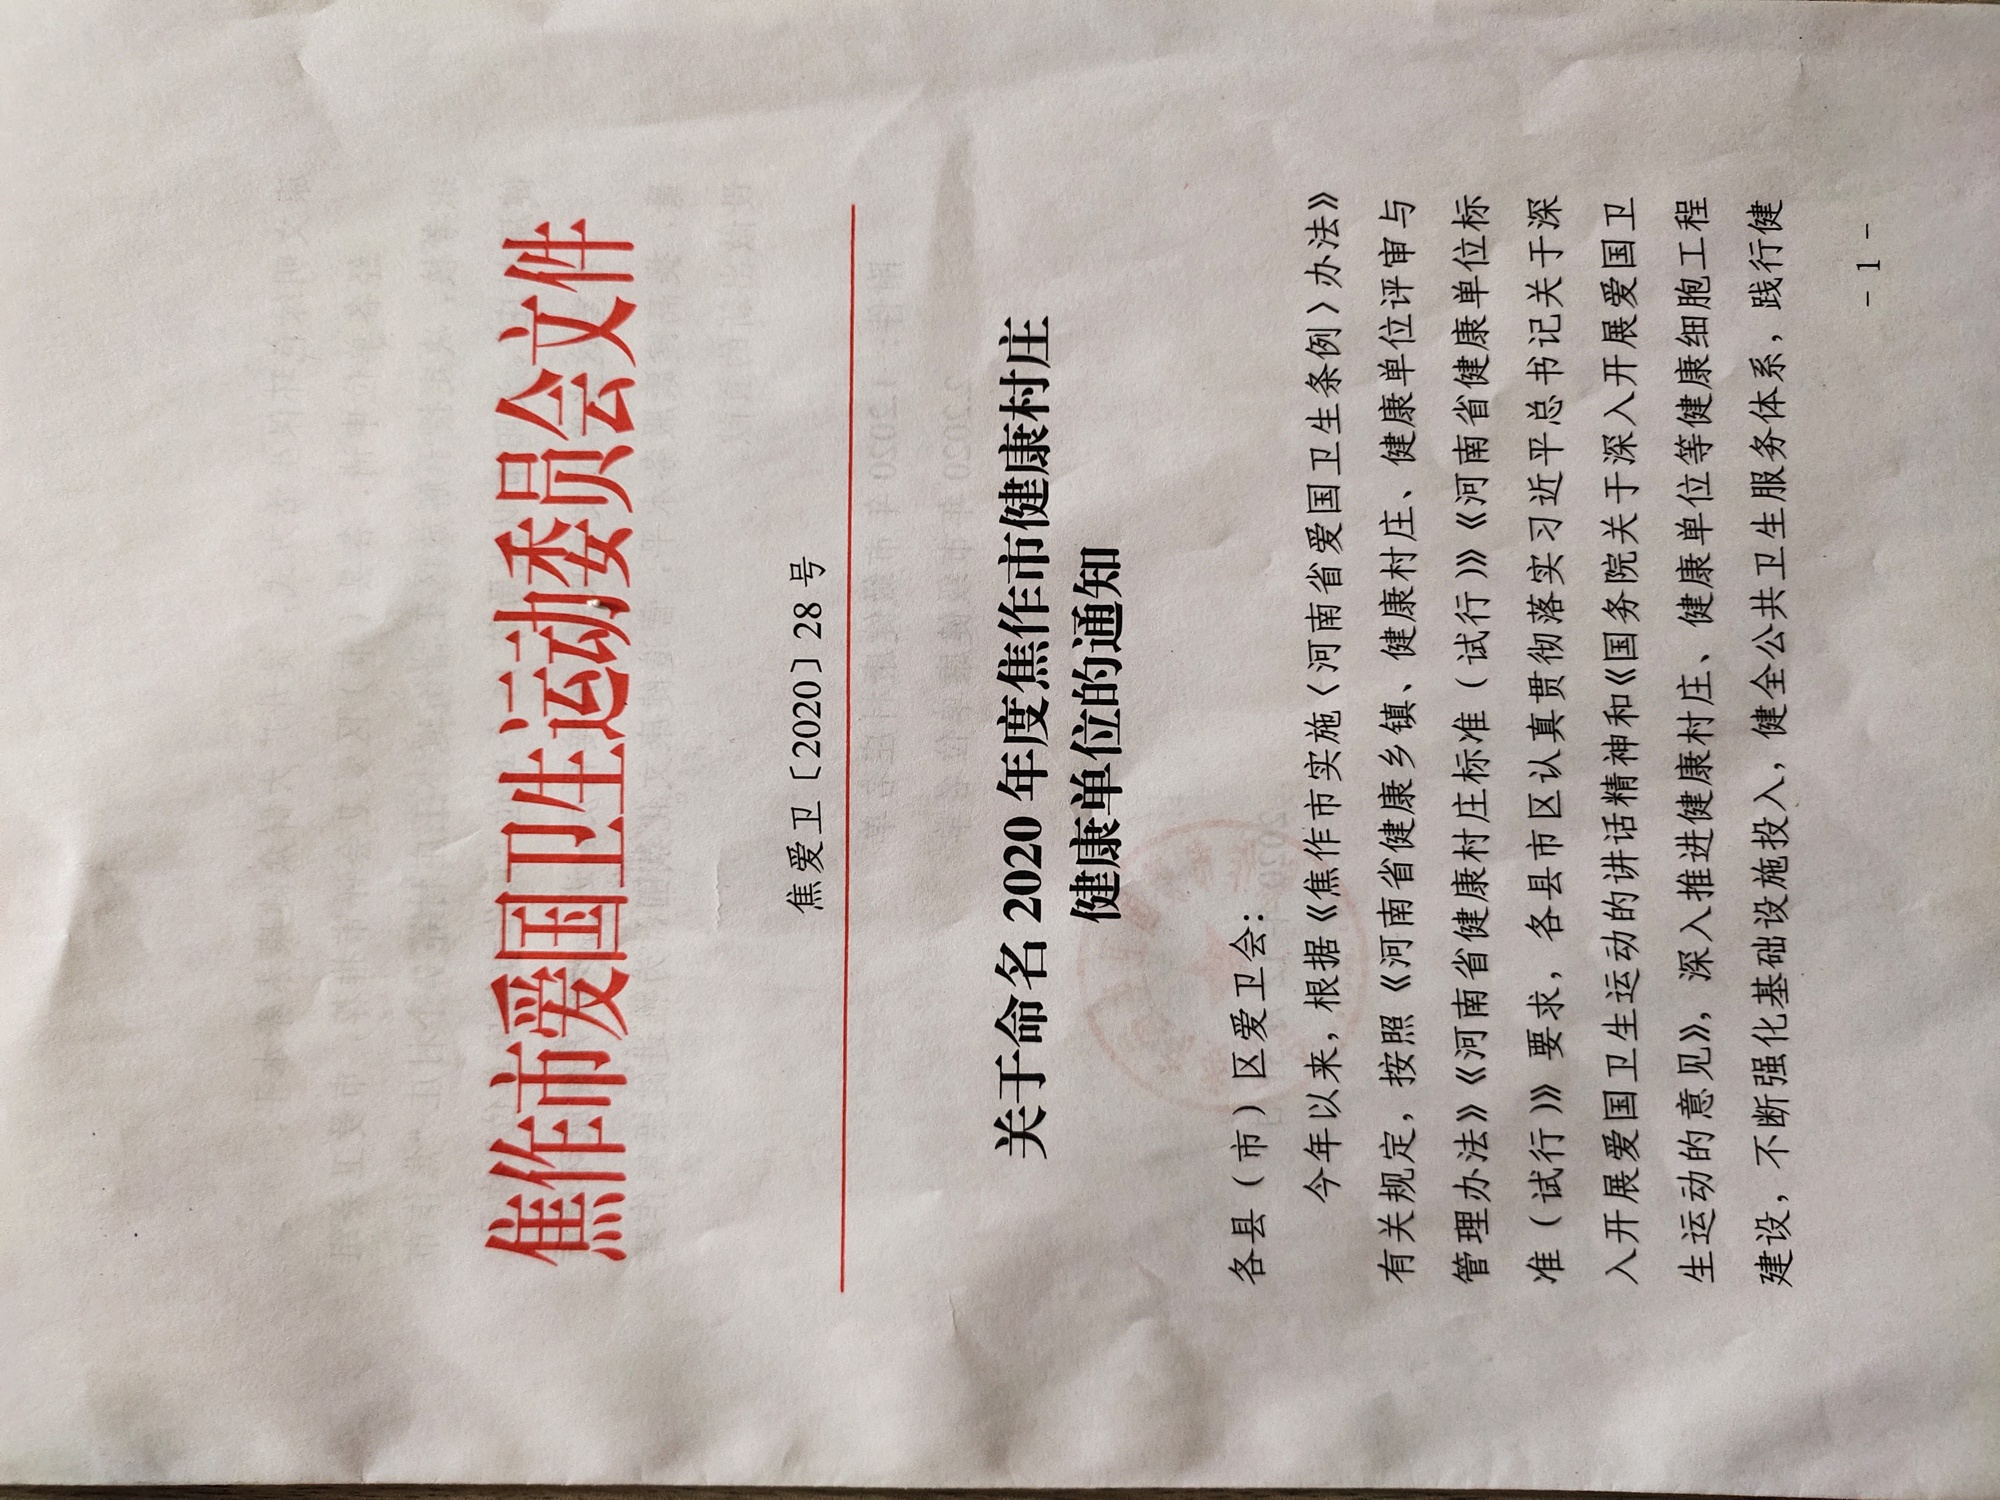 焦作市爱国卫生运动委员会文件
焦爱卫〔2020〕28号
关于命名2020年度焦作市健康村庄
健康单位的通知
各县（市）区爱卫会：
今年以来，根据《焦作市实施〈河南省爱国卫生条例〉办法》
有关规定，按照《河南省健康乡镇、健康村庄、健康单位评审与
管理办法》《河南省健康村庄标准（试行）》《河南省健康单位标
准（试行）》要求，各县市区认真贯彻落实习近平总书记关于深
入开展爱国卫生运动的讲话精神和《国务院关于深入开展爱国卫
生运动的意见》，深入推进健康村庄、健康单位等健康细胞工程
建设，不断强化基础设施投入，健全公共卫生服务体系，践行健
- 1 -